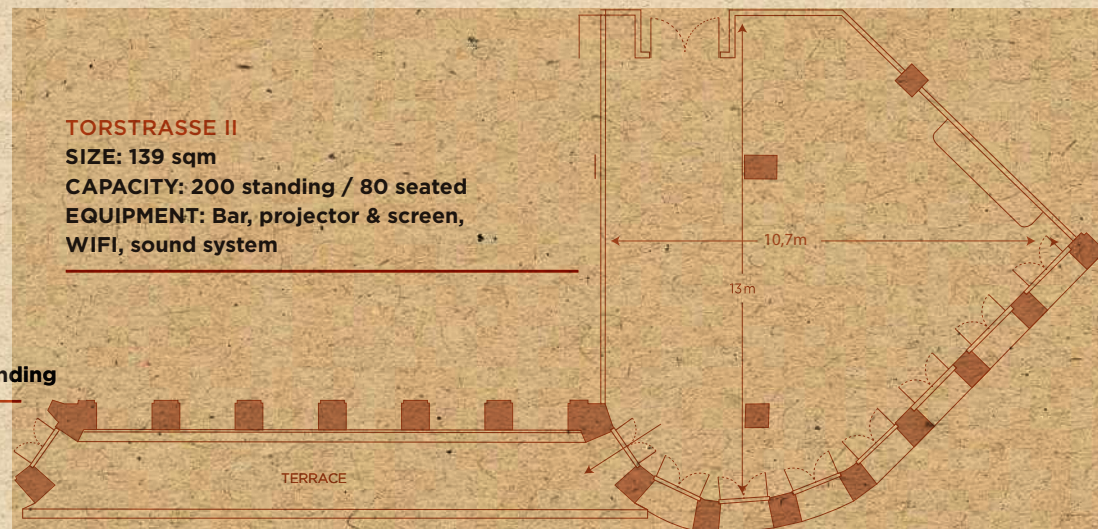 TORSTRASSE II
SIZE: 139 sqm
CAPACITY: 200 standing / 80 seated
EQUIPMENT: Bar, projector & screen,
WIFI, sound system
10,7m
13m
nding
TERRACE